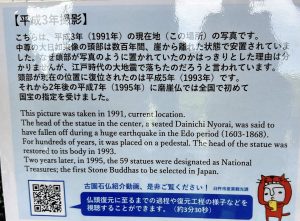 【平成3年撮影】
こちらは、平成3年（1991年）の現在地（この場所）の写真です。
中尊の大日如来像の頭部は数百年間、崖から離れた状態で安置されていま
した。なぜ頭部が写真のように置かれていたのかはっきりとした理由は分
かりませんが、江戸時代の大地震で落ちたのだろうと言われています。
頭部が現在の位置に復位されたのは平成5年（1993年）です。
それから2年後の平成7年（1995年）に磨崖仏では全国で初めて
国宝の指定を受けました。
This picture was taken in 1991, current location.
The head of the statue in the center, a seated Dainichi Nyorai, was said to
have fallen off during a huge earthquake in the Edo period (1603-1868).
For hundreds of years, it was placed on a pedestal. The head of the statue was
restored to its body in 1993.
Two years later, in 1995, the 59 statues were designated as National
Treasures; the first Stone Buddhas to be selected in Japan.
古園石仏紹介動画、是非ご覧ください!
仏頭復元に至るまでの過程や復元工程の様子などを
視聴することができます。（約3分30秒）